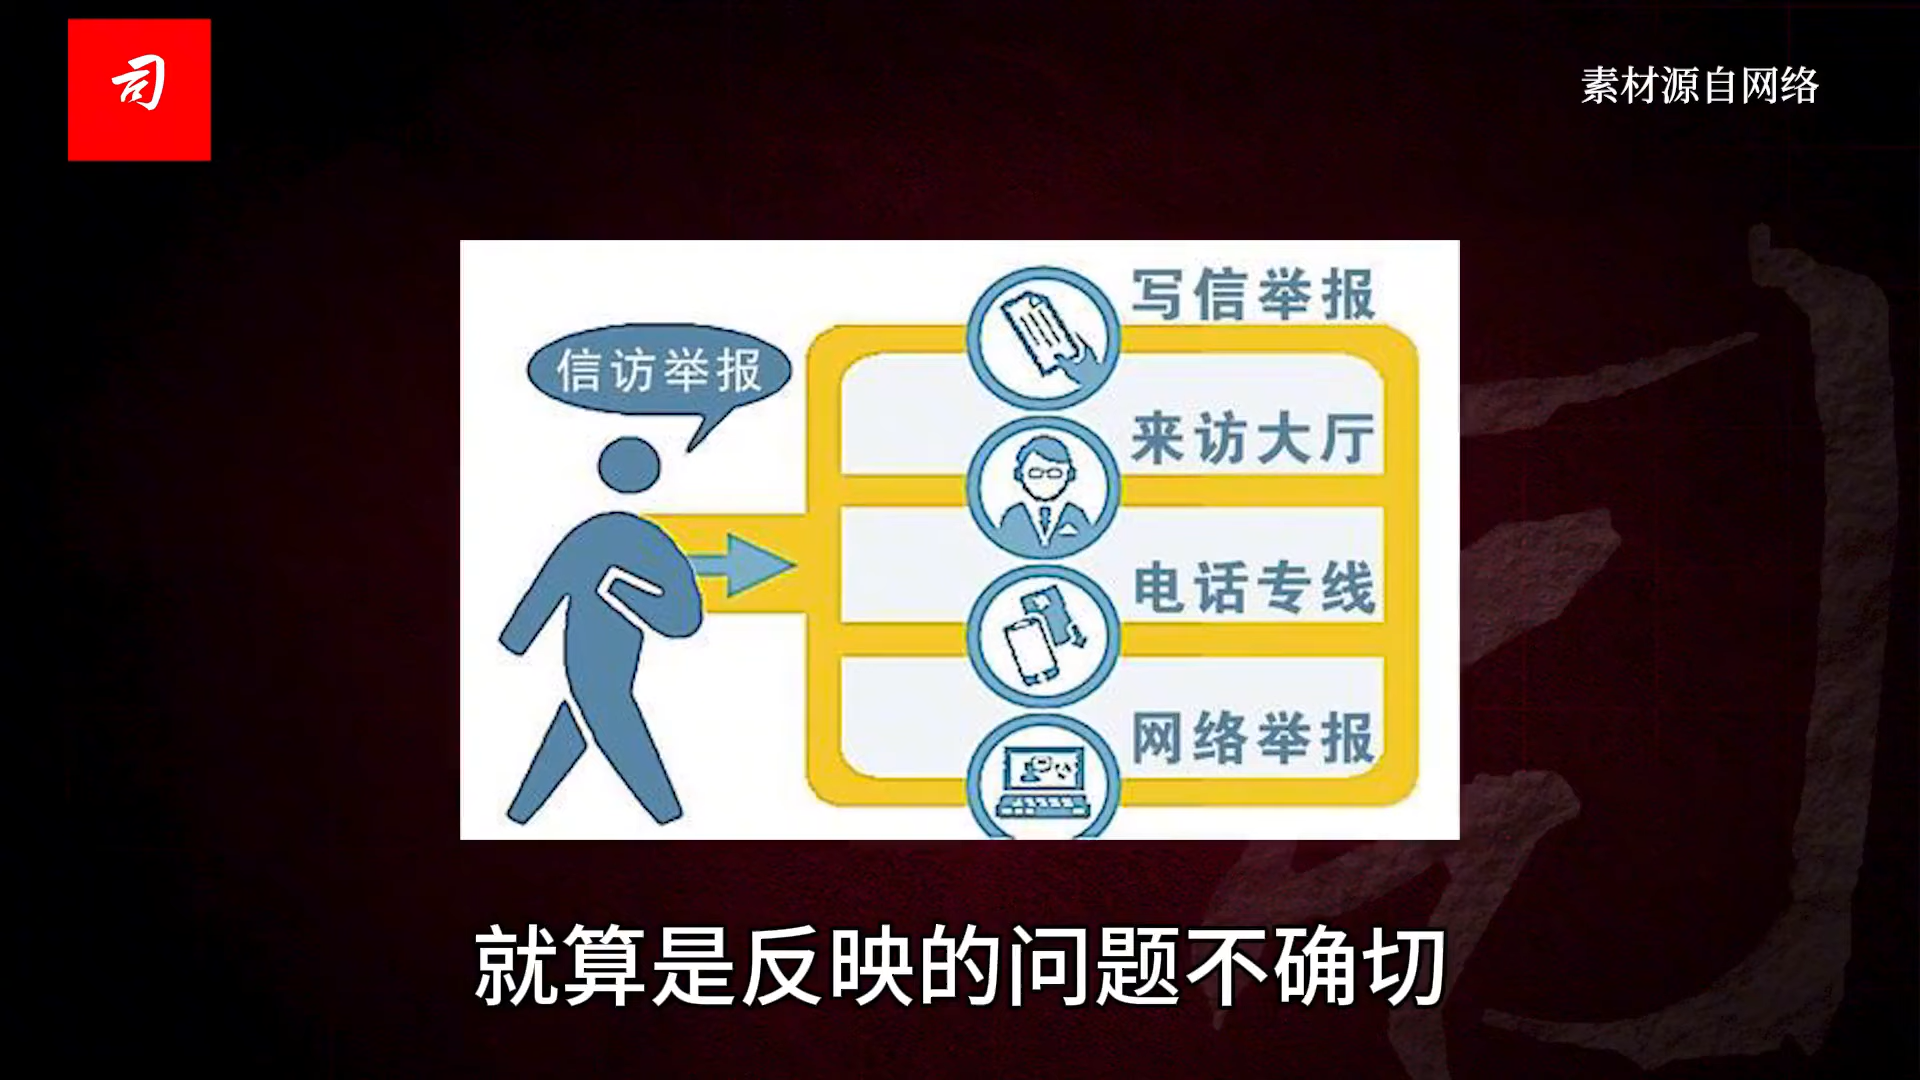 司
素材源自网络
信访举报
写信举报
来访大厅
电话专线
网络举报
就算是反映的问题不确切